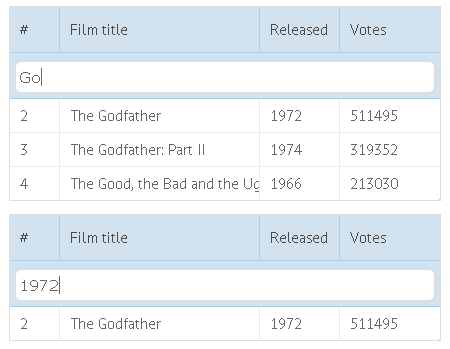 # Film title Released Votes
Go
2 The Godfather 1972 511495
3 The Godfather: Part II 1974 319352
4 The Good, the Bad and the Ug 1966 213030
# Film title Released Votes
1972
2 The Godfather 1972 511495